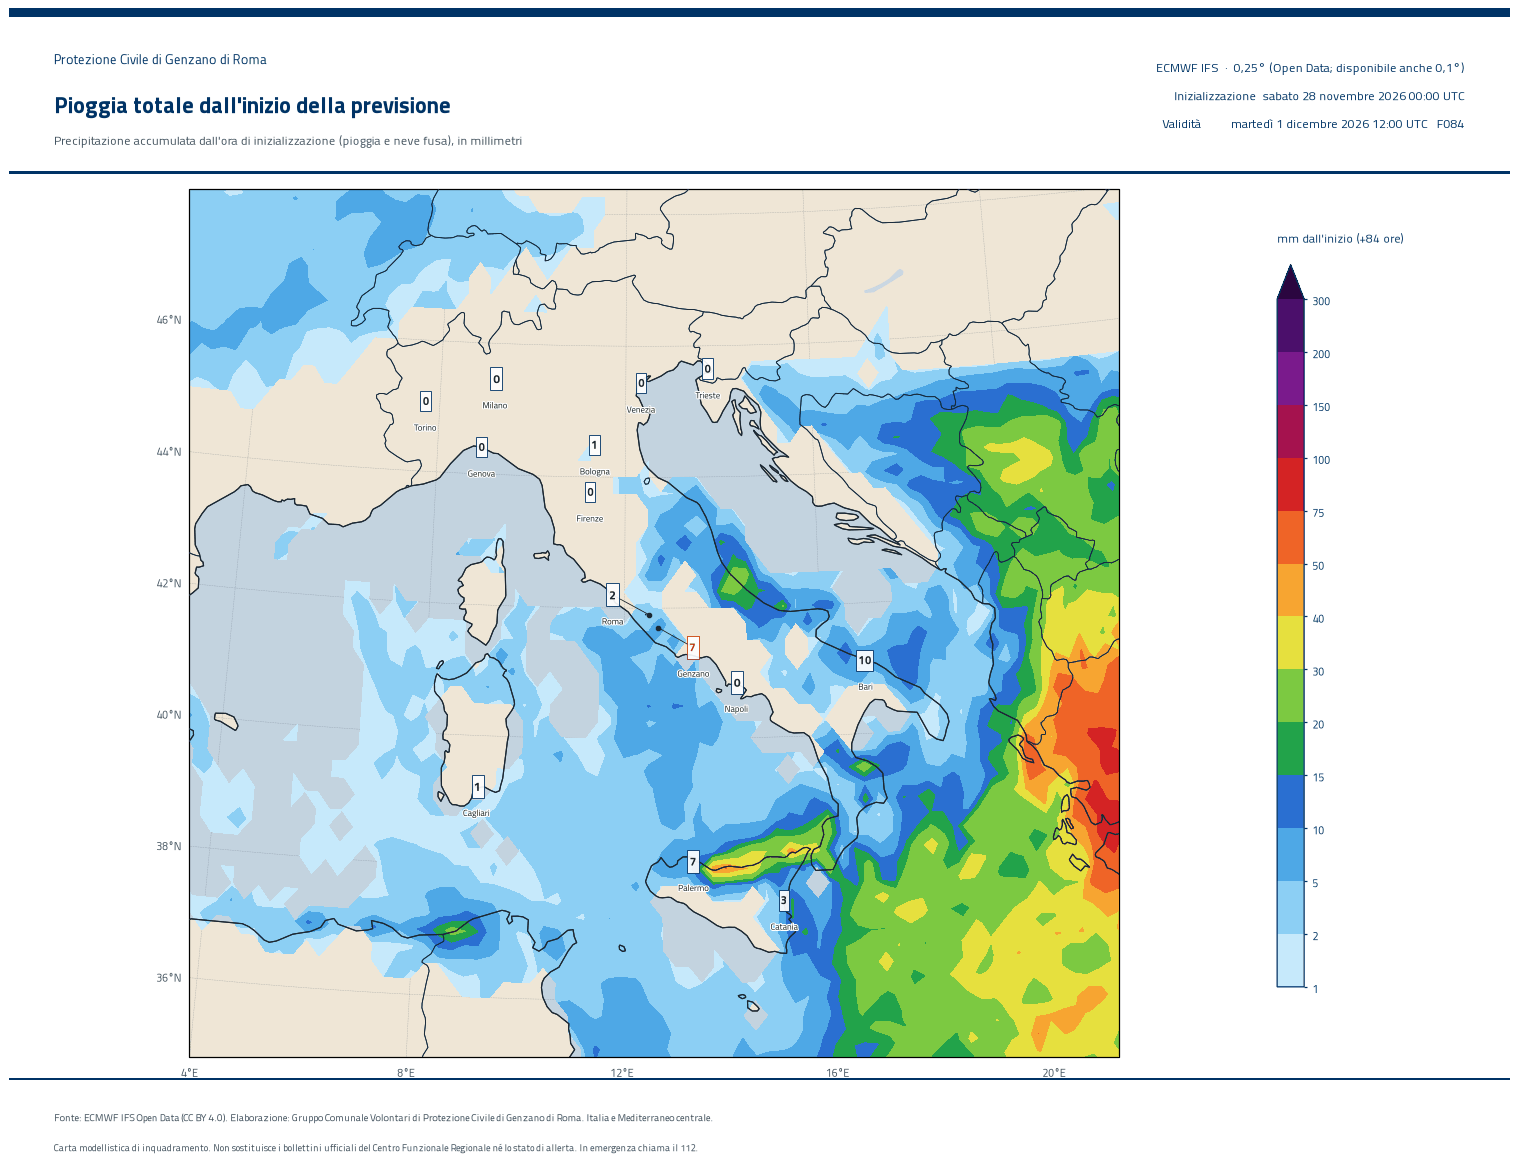 Protezione Civile di Genzano di Roma
Pioggia totale dall'inizio della previsione
Precipitazione accumulata dall'ora di inizializzazione (pioggia e neve fusa), in millimetri
ECMWF IFS · 0,25° (Open Data; disponibile anche 0,1°)
Inizializzazione sabato 28 novembre 2026 00:00 UTC
Validità martedì 1 dicembre 2026 12:00 UTC F084
mm dall'inizio (+84 ore)
300
200
150
100
75
50
40
30
20
15
10
5
2
1
46°N
44°N
42°N
40°N
38°N
36°N
4°E
8°E
12°E
16°E
20°E
0
Trieste
0
Milano
0
Venezia
0
Torino
0
Genova
1
Bologna
0
Firenze
2
Roma
7
Genzano
10
Bari
0
Napoli
1
Cagliari
7
Palermo
3
Catania
Fonte: ECMWF IFS Open Data (CC BY 4.0). Elaborazione: Gruppo Comunale Volontari di Protezione Civile di Genzano di Roma. Italia e Mediterraneo centrale.
Carta modellistica di inquadramento. Non sostituisce i bollettini ufficiali del Centro Funzionale Regionale né lo stato di allerta. In emergenza chiama il 112.